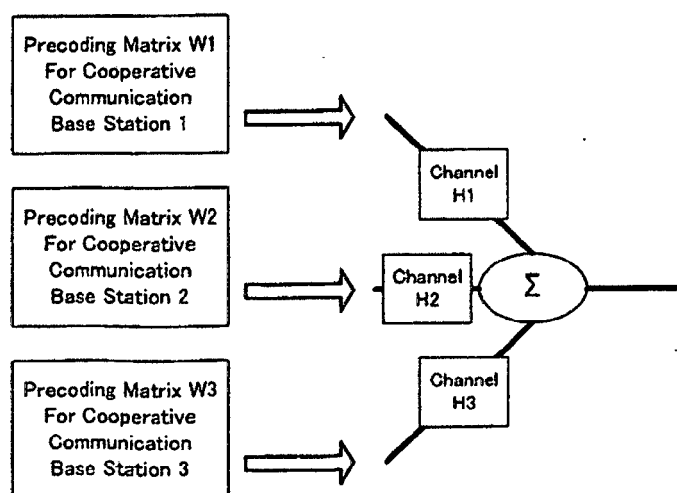 Precoding Matrix W1
For Cooperative
Communication
Base Station 1
Channel
H1
Precoding Matrix W2
For Cooperative
Communication
Base Station 2
Channel
H2
Σ
Precoding Matrix W3
For Cooperative
Communication
Base Station 3
Channel
H3